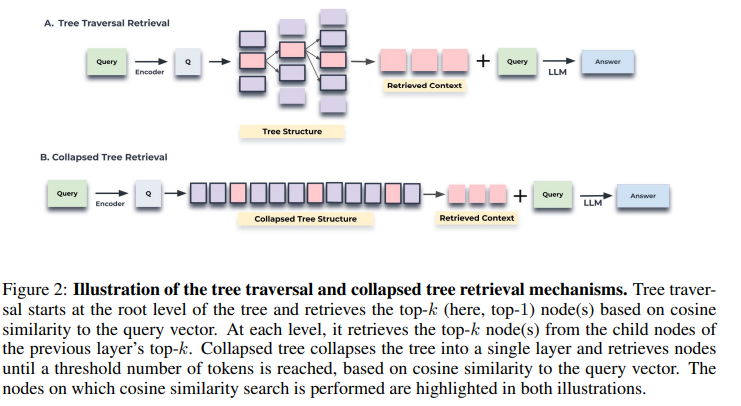 A. Tree Traversal Retrieval
Query
Encoder
Q
Tree Structure
Retrieved Context
+
Query
LLM
Answer
B. Collapsed Tree Retrieval
Query
Encoder
Q
Collapsed Tree Structure
Retrieved Context
+
Query
LLM
Answer
Figure 2: Illustration of the tree traversal and collapsed tree retrieval mechanisms. Tree traver-
sal starts at the root level of the tree and retrieves the top-k (here, top-1) node(s) based on cosine
similarity to the query vector. At each level, it retrieves the top-k node(s) from the child nodes of
the previous layer's top-k. Collapsed tree collapses the tree into a single layer and retrieves nodes
until a threshold number of tokens is reached, based on cosine similarity to the query vector. The
nodes on which cosine similarity search is performed are highlighted in both illustrations.